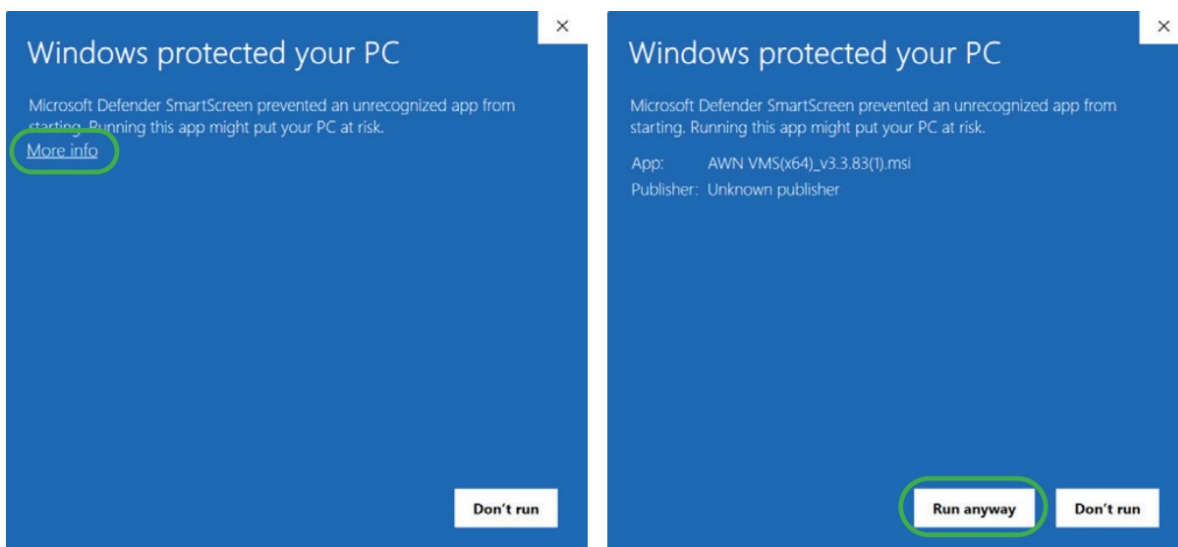 Windows protected your PC
Microsoft Defender SmartScreen prevented an unrecognized app from
starting. Running this app might put your PC at risk.
More info
Don't run
Windows protected your PC
Microsoft Defender SmartScreen prevented an unrecognized app from
starting. Running this app might put your PC at risk.
App: AWN VMS(x64)_v3.3.83(1).msi
Publisher: Unknown publisher
Run anyway Don't run